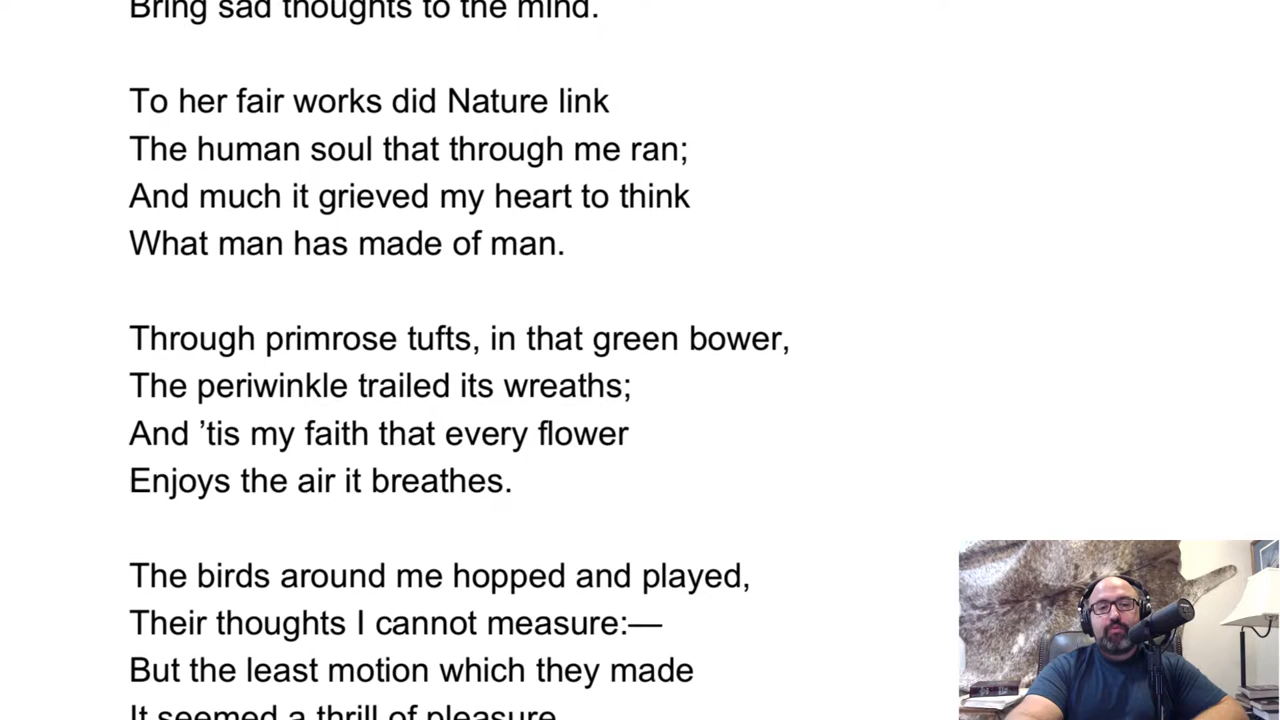 Bring sad thoughts to the mind.
To her fair works did Nature link
The human soul that through me ran;
And much it grieved my heart to think
What man has made of man.
Through primrose tufts, in that green bower,
The periwinkle trailed its wreaths;
And ’tis my faith that every flower
Enjoys the air it breathes.
The birds around me hopped and played,
Their thoughts I cannot measure:—
But the least motion which they made
It seemed a thrill of pleasure.